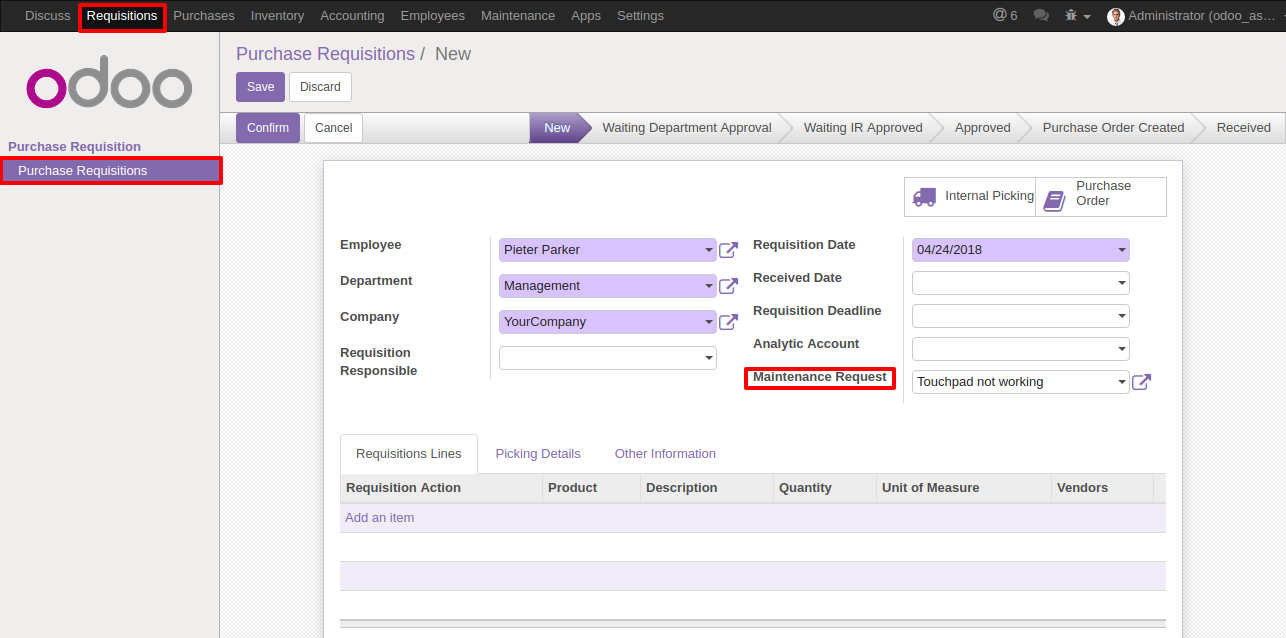 Discuss Requisitions Purchases Inventory Accounting Employees Maintenance Apps Settings @ 6 Administrator (odoo_as...
odoo
Purchase Requisition
Purchase Requisitions
Purchase Requisitions / New
Save Discard
Confirm Cancel New Waiting Department Approval Waiting IR Approved Approved Purchase Order Created Received
Internal Picking
Purchase
Order
Employee Pieter Parker
Department Management
Company YourCompany
Requisition
Responsible
Requisition Date 04/24/2018
Received Date
Requisition Deadline
Analytic Account
Maintenance Request Touchpad not working
Requisitions Lines Picking Details Other Information
Requisition Action Product Description Quantity Unit of Measure Vendors
Add an item